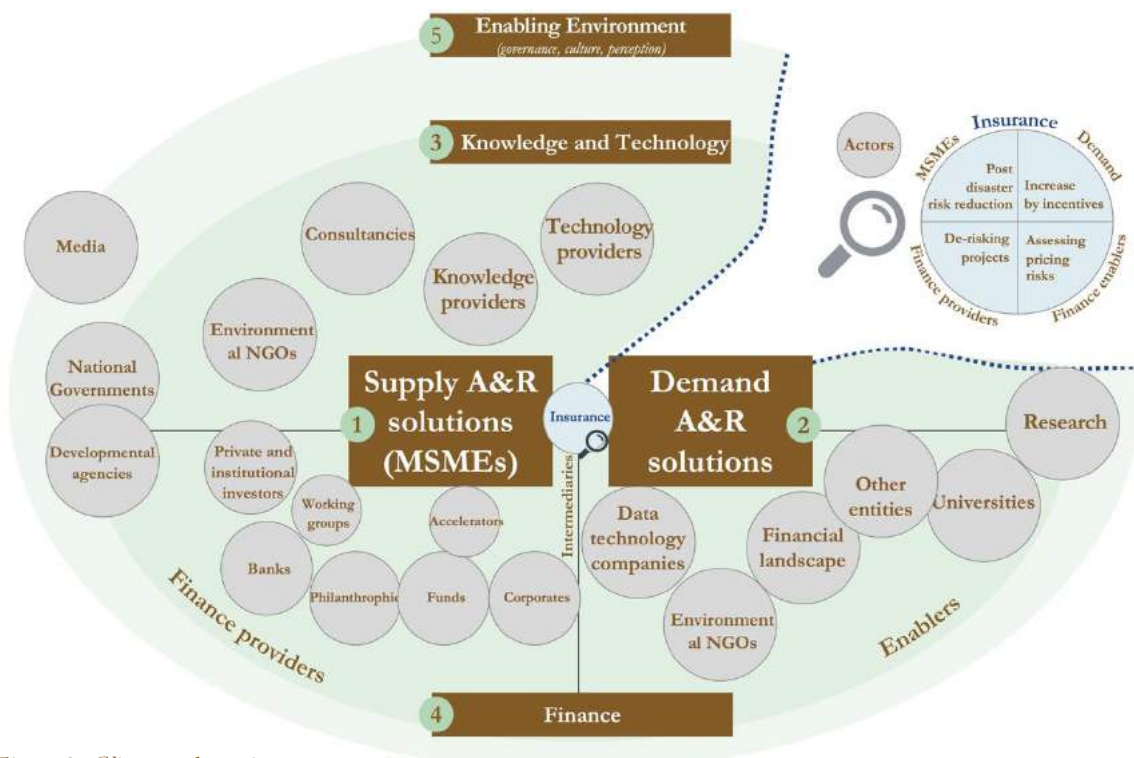 5
Enabling Environment
(governance, culture, perception)
3
Knowledge and Technology
Actors
Insurance
MSMEs
Demand
Post
disaster
risk reduction
Increase
by incentives
De-risking
projects
Assessing
pricing
risks
Finance providers
Finance enablers
Media
Consultancies
Technology
providers
Knowledge
providers
Environment
al NGOs
National
Governments
Developmental
agencies
1
Supply A&R
solutions
(MSMEs)
Insurance
Demand
A&R
solutions
2
Research
Private and
institutional
investors
Working
groups
Accelerators
Intermediaries
Banks
Philanthrophic
Funds
Corporates
Data
technology
companies
Financial
landscape
Other
entities
Universities
Environment
al NGOs
Finance providers
Enablers
4
Finance